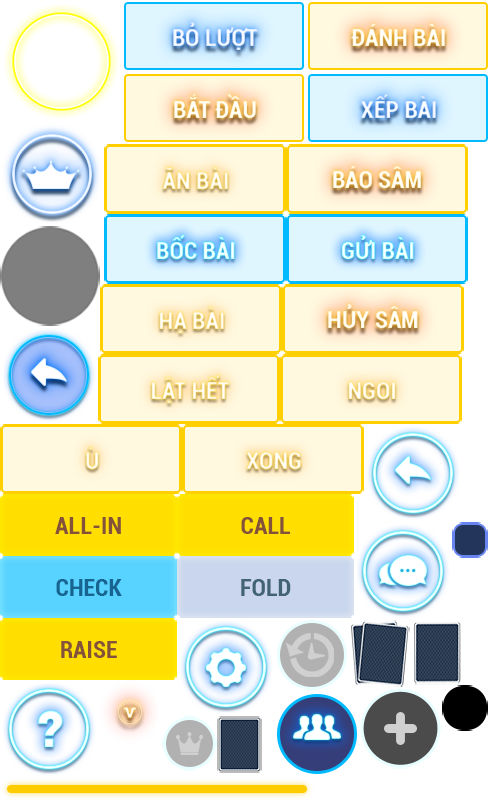 BỎ LƯỢT
ĐÁNH BÀI
BẮT ĐẦU
XẾP BÀI
ĂN BÀI
BÁO SÂM
BỐC BÀI
GỬI BÀI
HẠ BÀI
HỦY SÂM
LẬT HẾT
NGOI
Ù
XONG
ALL-IN
CALL
CHECK
FOLD
RAISE
?
V